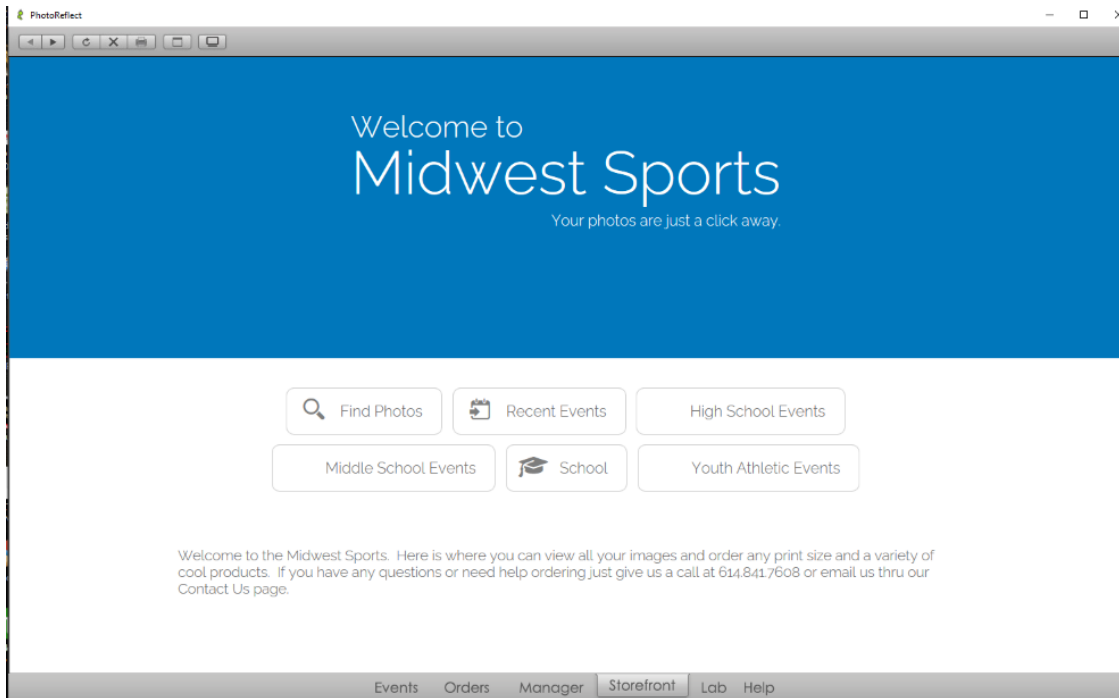 PhotoReflect
Welcome to
Midwest Sports
Your photos are just a click away.
Find Photos
Recent Events
High School Events
Middle School Events
School
Youth Athletic Events
Welcome to the Midwest Sports.  Here is where you can view all your images and order any print size and a variety of
cool products.  If you have any questions or need help ordering just give us a call at 614.841.7608 or email us thru our
Contact Us page.
Events Orders Manager Storefront Lab Help